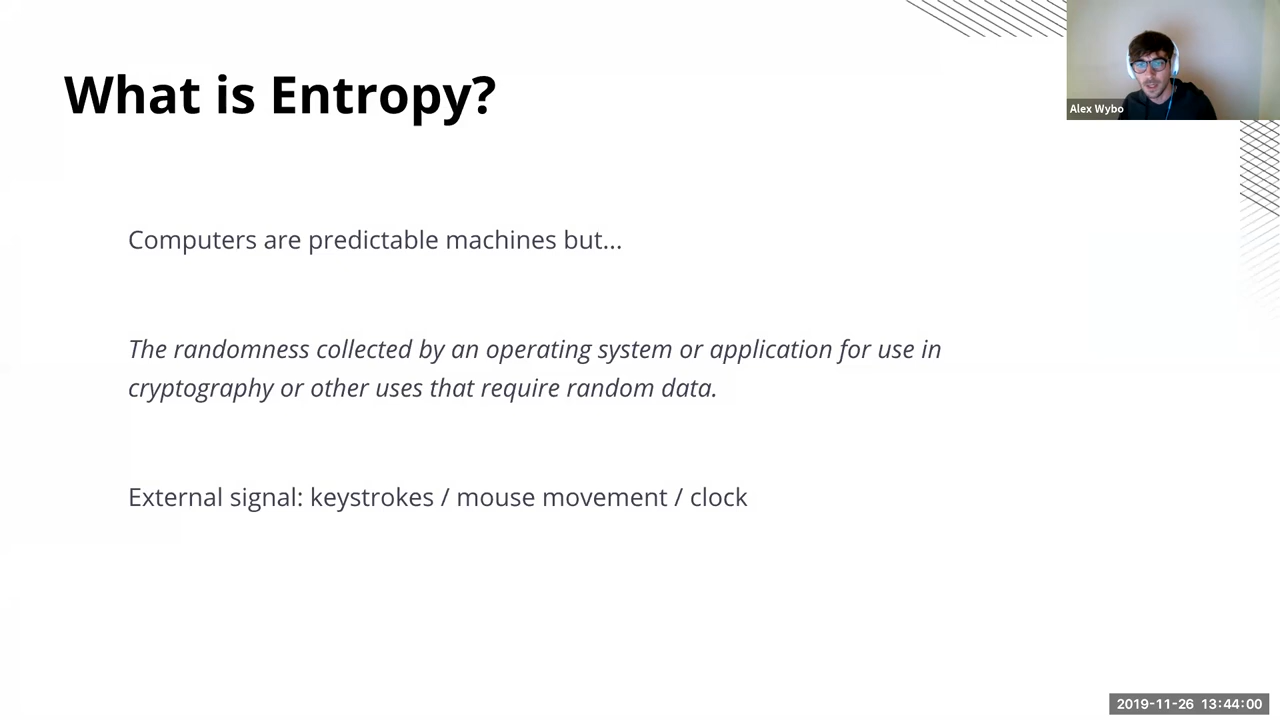 What is Entropy?
Alex Wybo
Computers are predictable machines but...
The randomness collected by an operating system or application for use in
cryptography or other uses that require random data.
External signal: keystrokes / mouse movement / clock
2019-11-26 13:44:00